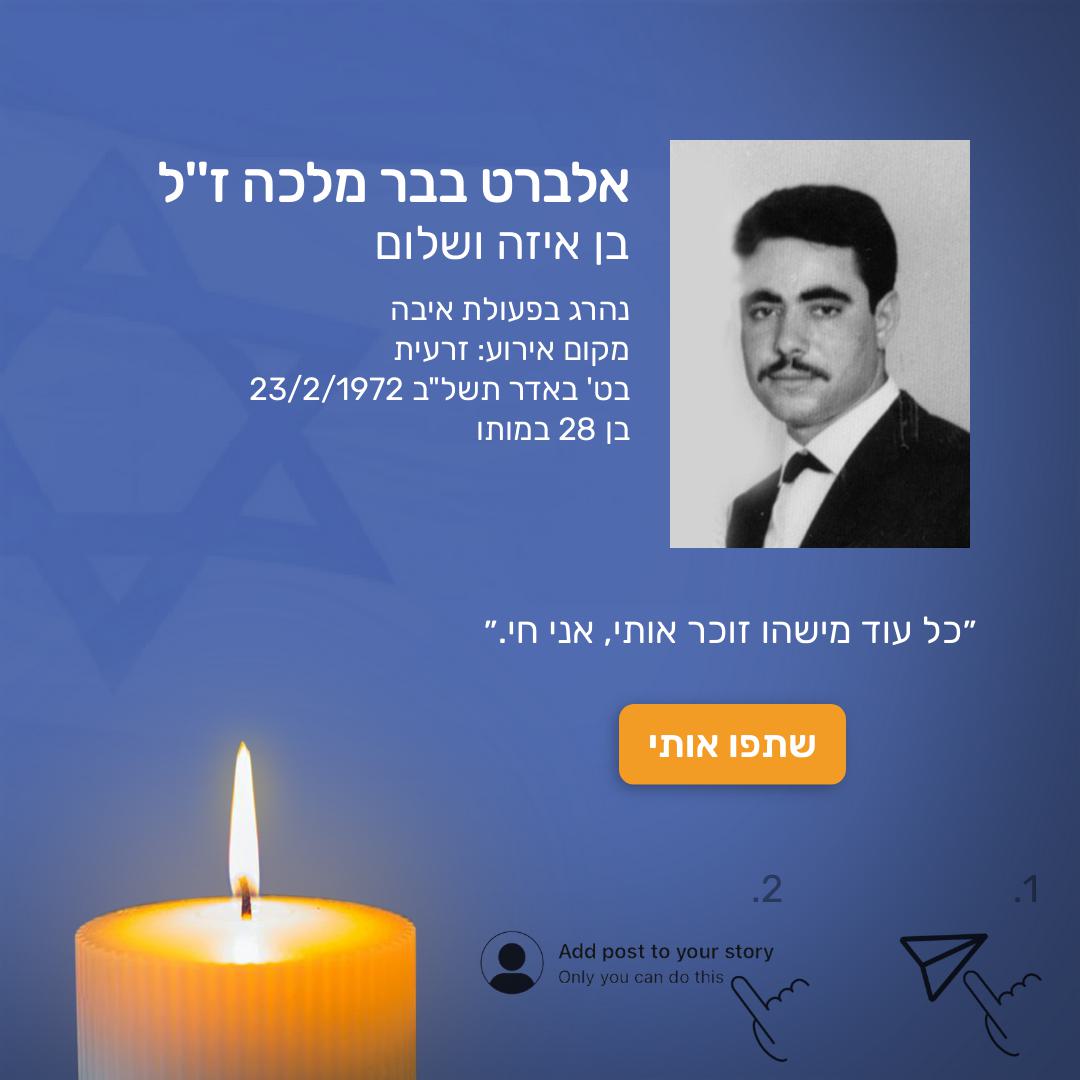 אלברט בבר מלכה ז"ל
בן איזה ושלום
נהרג בפעולת איבה
מקום אירוע: זרעית
בט' באדר תשל"ב 23/2/1972
בן 28 במותו
״כל עוד מישהו זוכר אותי, אני חי.״
שתפו אותי
1.
2.
Add post to your story
Only you can do this